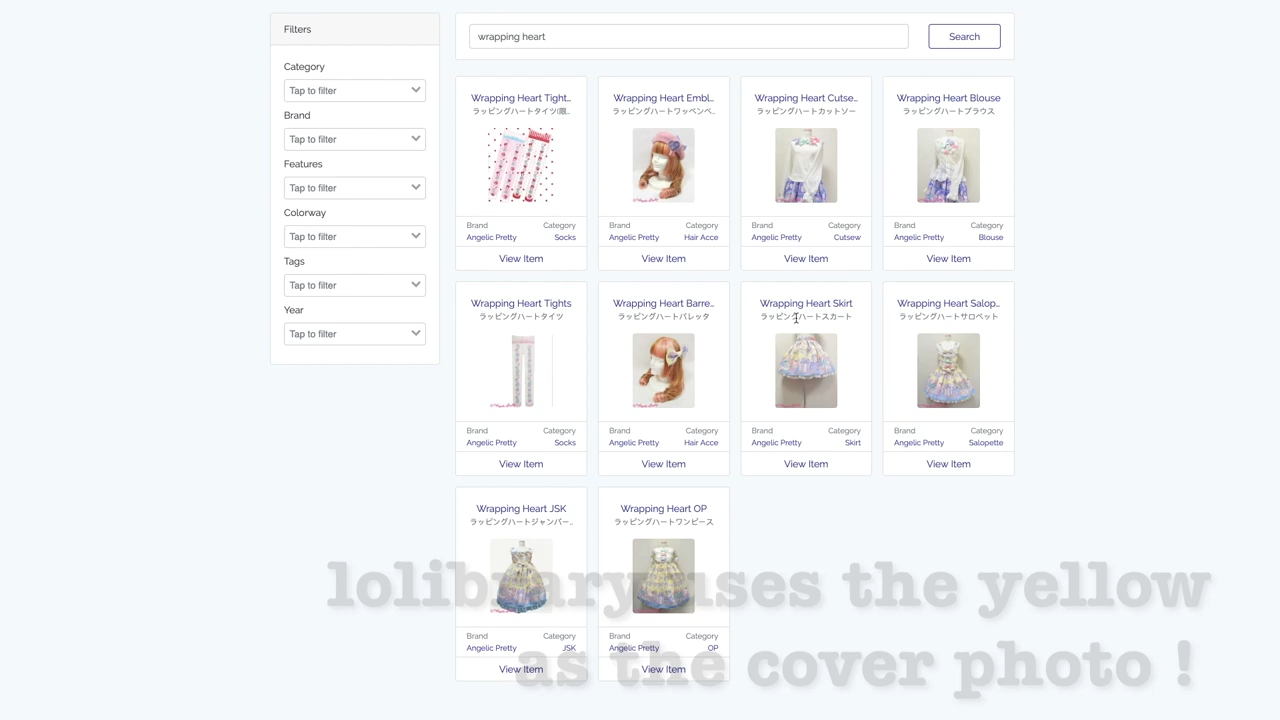 Filters
wrapping heart
Search
Category
Tap to filter
Brand
Tap to filter
Features
Tap to filter
Colorway
Tap to filter
Tags
Tap to filter
Year
Tap to filter
Wrapping Heart Tight...
ラッピングハートタイツ(限...
Brand Category
Angelic Pretty Socks
View Item
Wrapping Heart Embl...
ラッピングハートワッペンベ...
Brand Category
Angelic Pretty Hair Acce
View Item
Wrapping Heart Cutse...
ラッピングハートカットソー
Brand Category
Angelic Pretty Cutsew
View Item
Wrapping Heart Blouse
ラッピングハートブラウス
Brand Category
Angelic Pretty Blouse
View Item
Wrapping Heart Tights
ラッピングハートタイツ
Brand Category
Angelic Pretty Socks
View Item
Wrapping Heart Barre...
ラッピングハートバレッタ
Brand Category
Angelic Pretty Hair Acce
View Item
Wrapping Heart Skirt
ラッピングハートスカート
Brand Category
Angelic Pretty Skirt
View Item
Wrapping Heart Salop...
ラッピングハートサロペット
Brand Category
Angelic Pretty Salopette
View Item
Wrapping Heart JSK
ラッピングハートジャンパー...
Brand Category
Angelic Pretty JSK
View Item
Wrapping Heart OP
ラッピングハートワンピース
Brand Category
Angelic Pretty OP
View Item
lolibrary uses the yellow
as the cover photo !